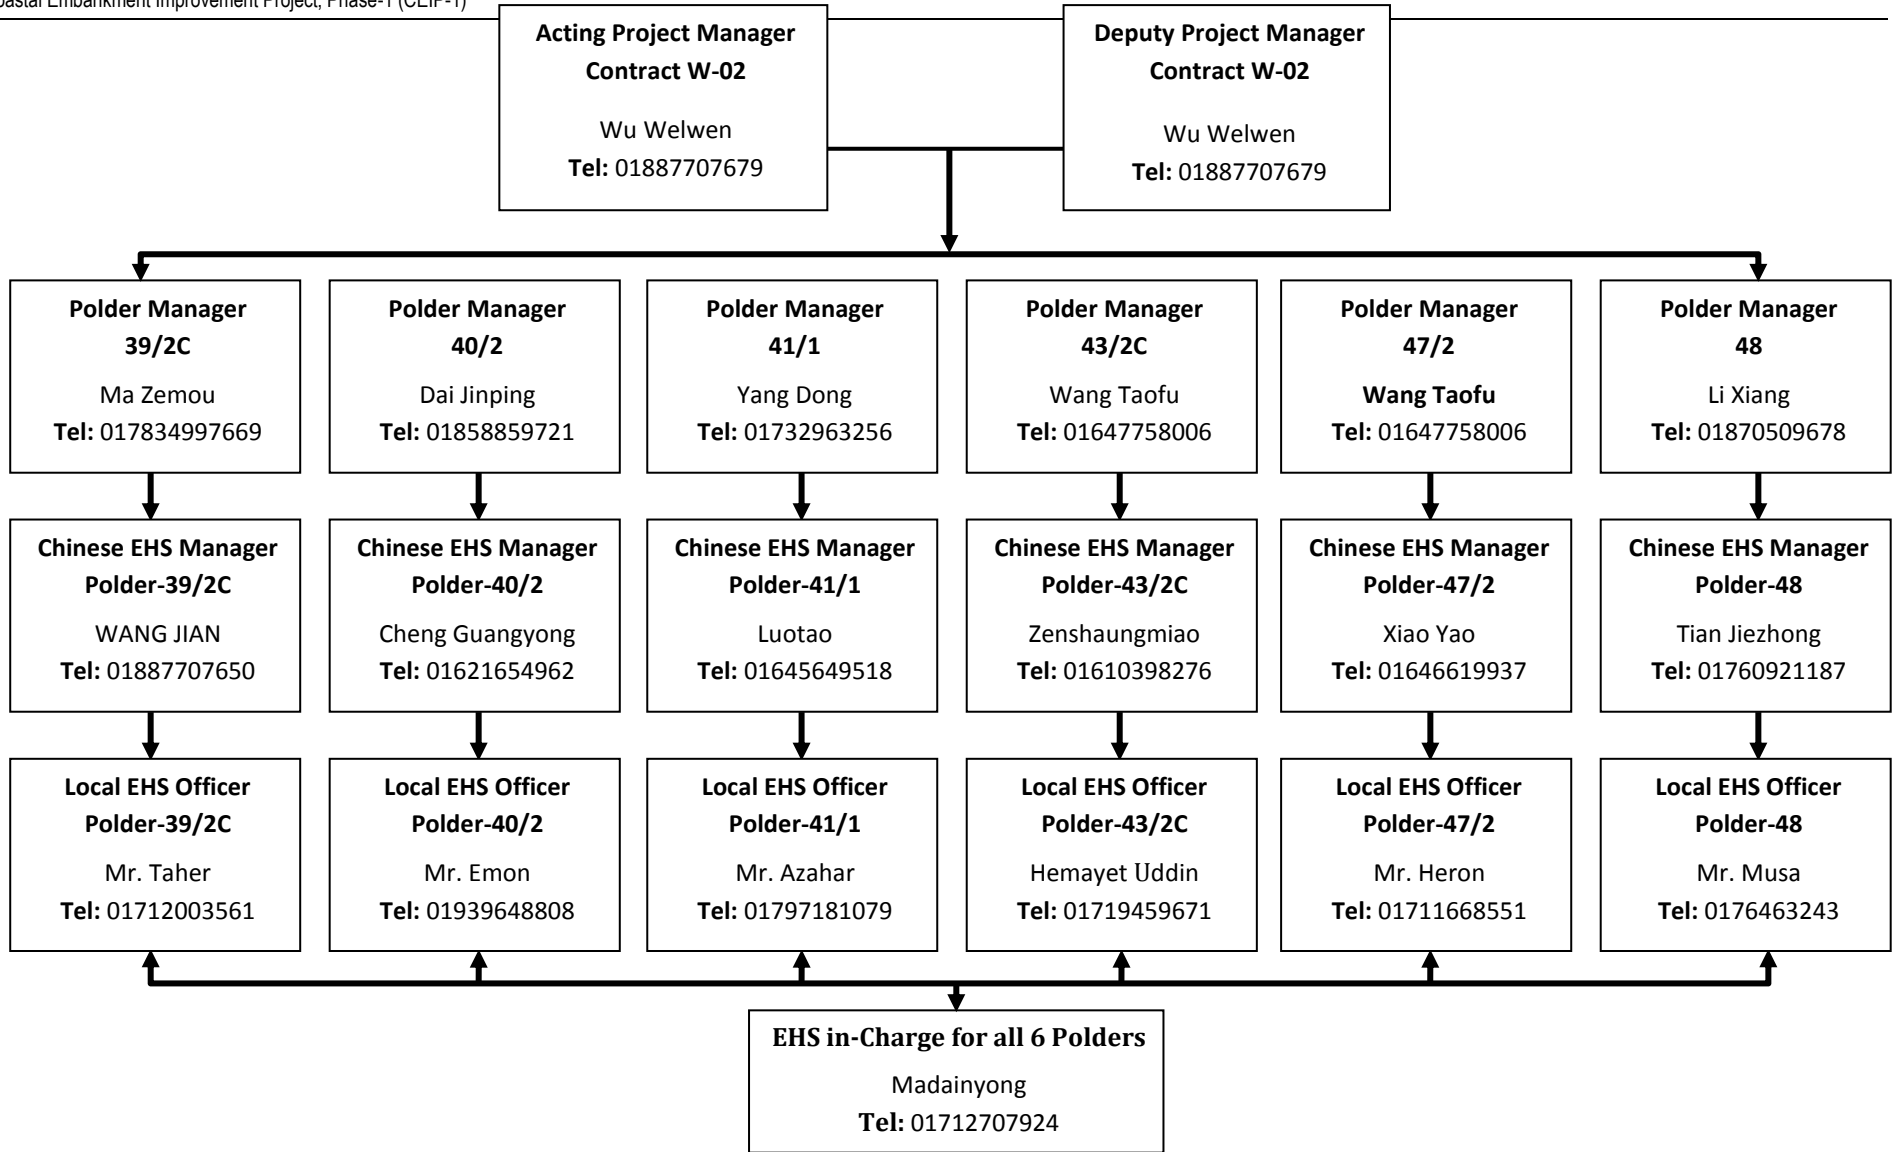 Coastal Embankment Improvement Project, Phase-1 (CEIP-1)
Acting Project Manager
Contract W-02
Wu Welwen
Tel: 01887707679
Deputy Project Manager
Contract W-02
Wu Welwen
Tel: 01887707679
Polder Manager
39/2C
Ma Zemou
Tel: 017834997669
Polder Manager
40/2
Dai Jinping
Tel: 01858859721
Polder Manager
41/1
Yang Dong
Tel: 01732963256
Polder Manager
43/2C
Wang Taofu
Tel: 01647758006
Polder Manager
47/2
Wang Taofu
Tel: 01647758006
Polder Manager
48
Li Xiang
Tel: 01870509678
Chinese EHS Manager
Polder-39/2C
WANG JIAN
Tel: 01887707650
Chinese EHS Manager
Polder-40/2
Cheng Guangyong
Tel: 01621654962
Chinese EHS Manager
Polder-41/1
Luotao
Tel: 01645649518
Chinese EHS Manager
Polder-43/2C
Zenshaungmiao
Tel: 01610398276
Chinese EHS Manager
Polder-47/2
Xiao Yao
Tel: 01646619937
Chinese EHS Manager
Polder-48
Tian Jiezhong
Tel: 01760921187
Local EHS Officer
Polder-39/2C
Mr. Taher
Tel: 01712003561
Local EHS Officer
Polder-40/2
Mr. Emon
Tel: 01939648808
Local EHS Officer
Polder-41/1
Mr. Azahar
Tel: 01797181079
Local EHS Officer
Polder-43/2C
Hemayet Uddin
Tel: 01719459671
Local EHS Officer
Polder-47/2
Mr. Heron
Tel: 01711668551
Local EHS Officer
Polder-48
Mr. Musa
Tel: 0176463243
EHS in-Charge for all 6 Polders
Madainyong
Tel: 01712707924